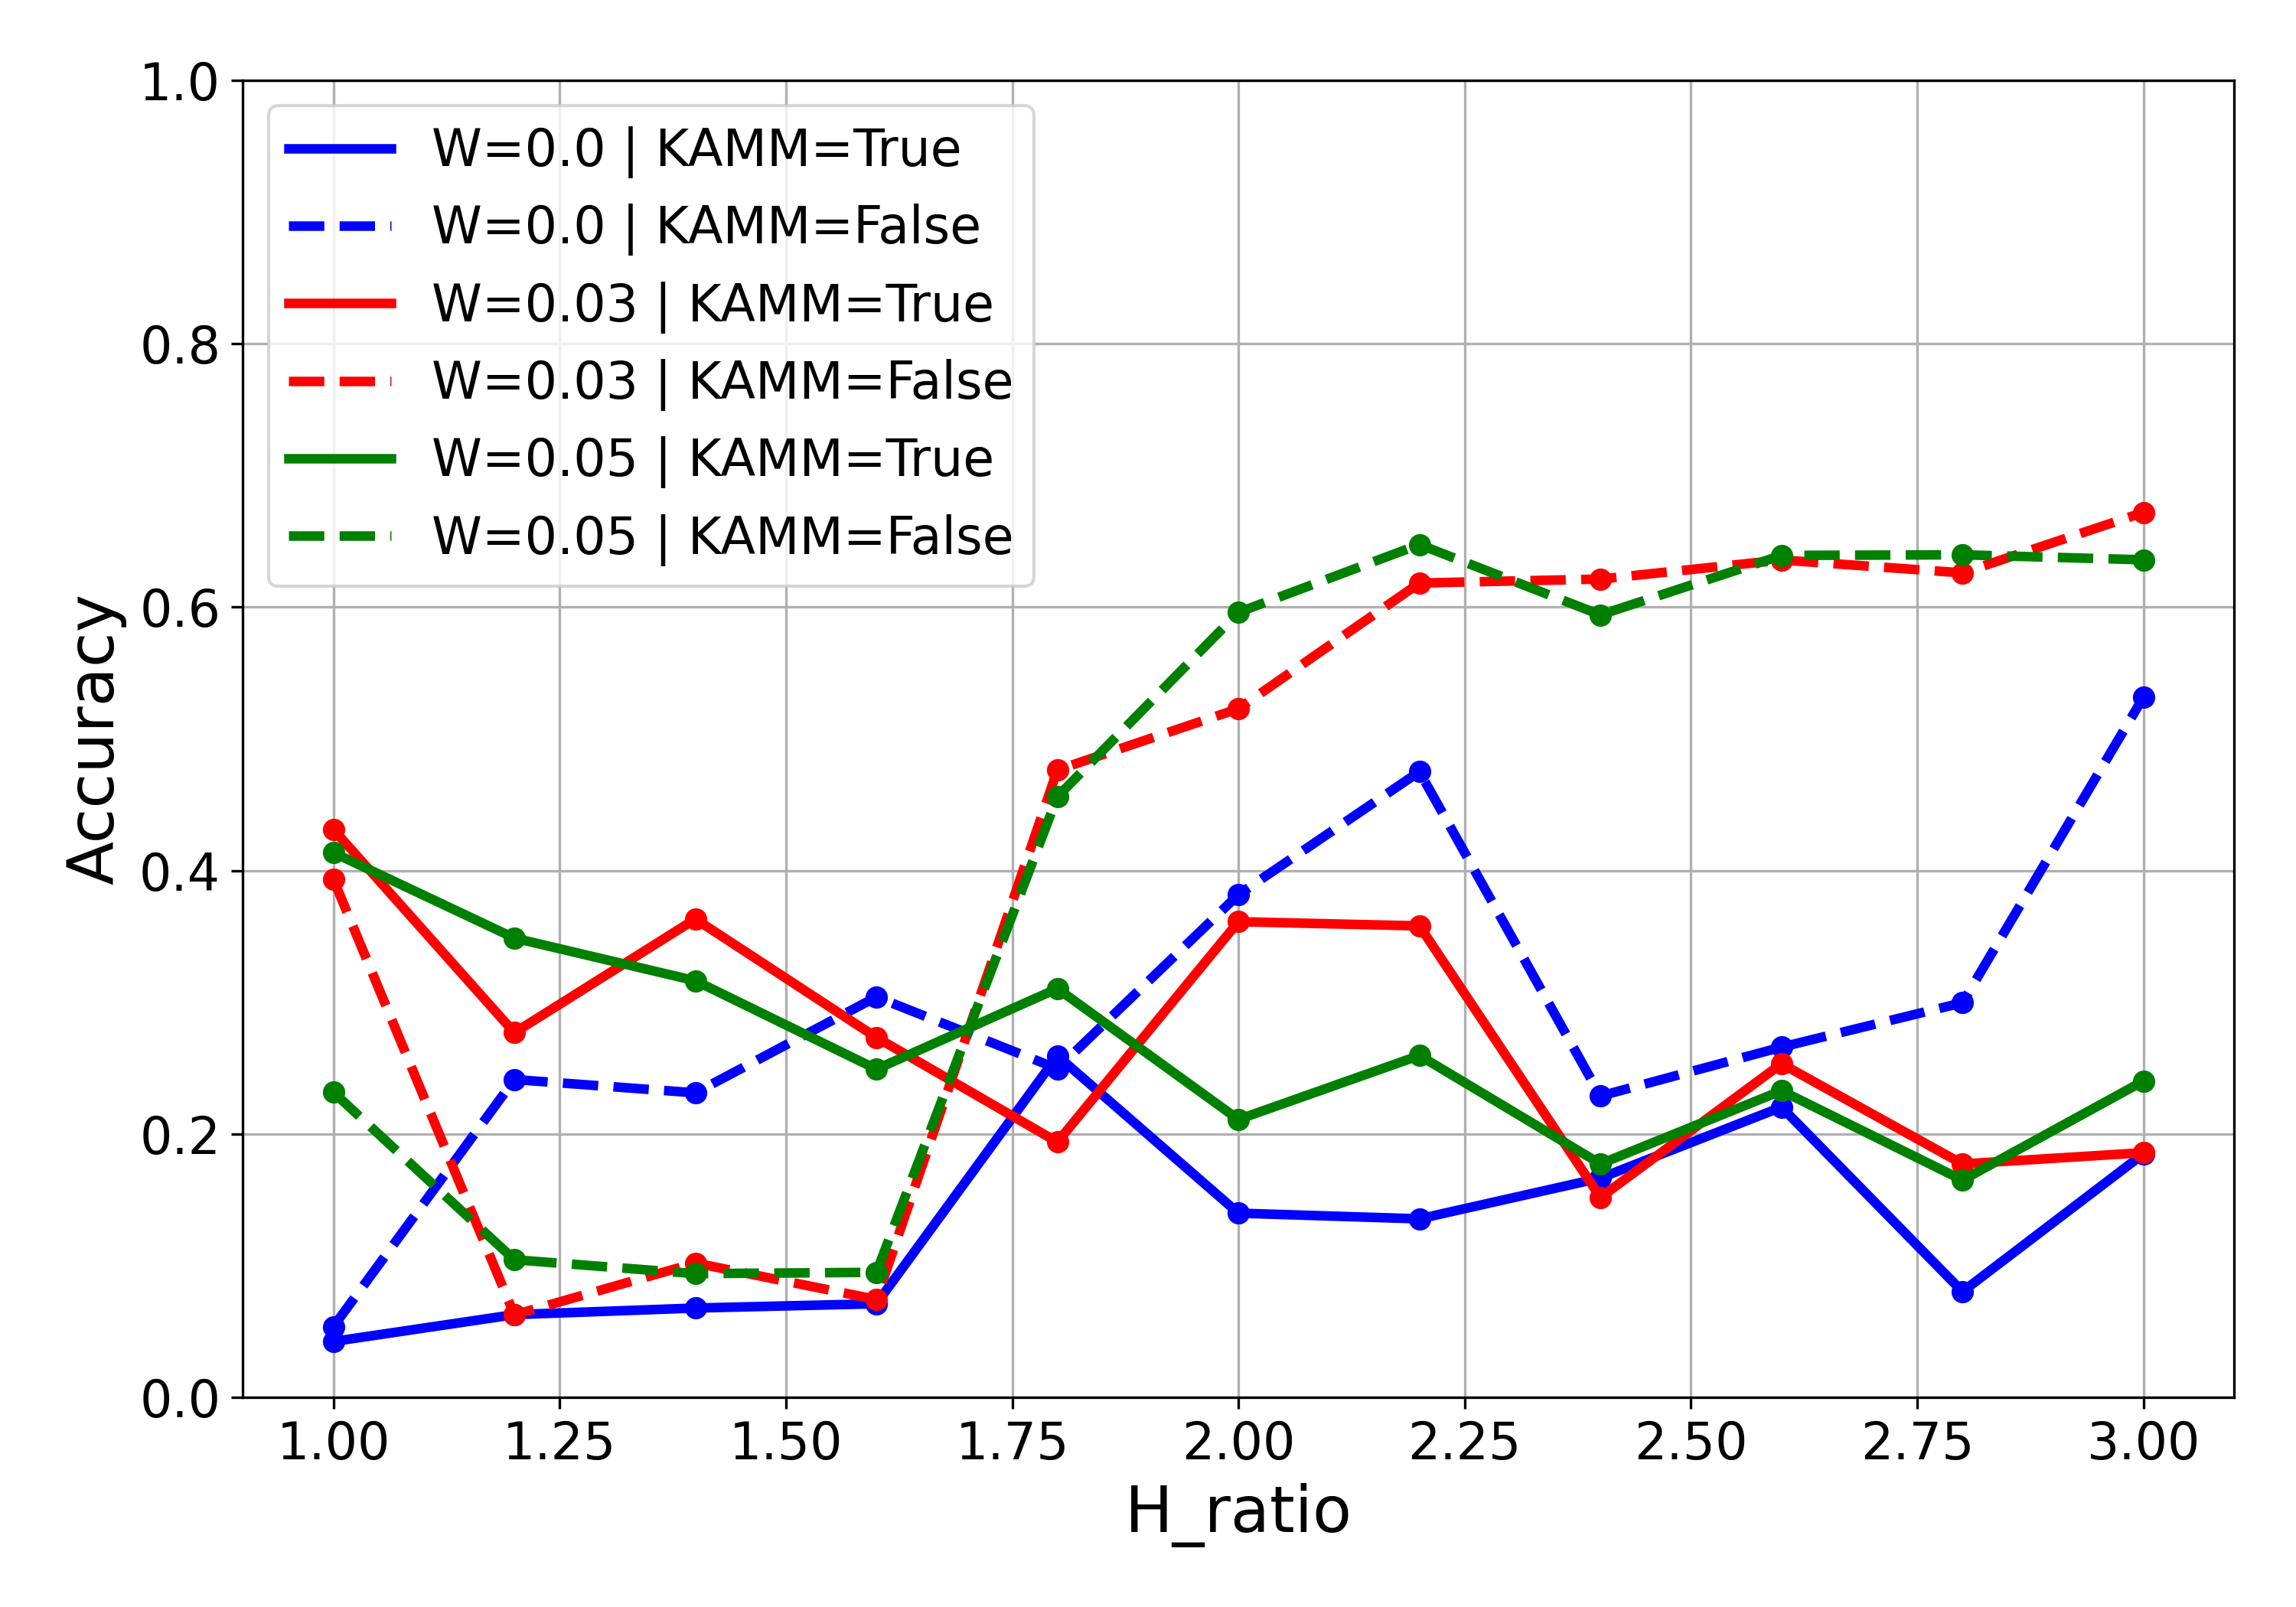 1.0
0.8
0.6
0.4
0.2
0.0
Accuracy
W=0.0 | KAMM=True
W=0.0 | KAMM=False
W=0.03 | KAMM=True
W=0.03 | KAMM=False
W=0.05 | KAMM=True
W=0.05 | KAMM=False
1.00 1.25 1.50 1.75 2.00 2.25 2.50 2.75 3.00
H_ratio